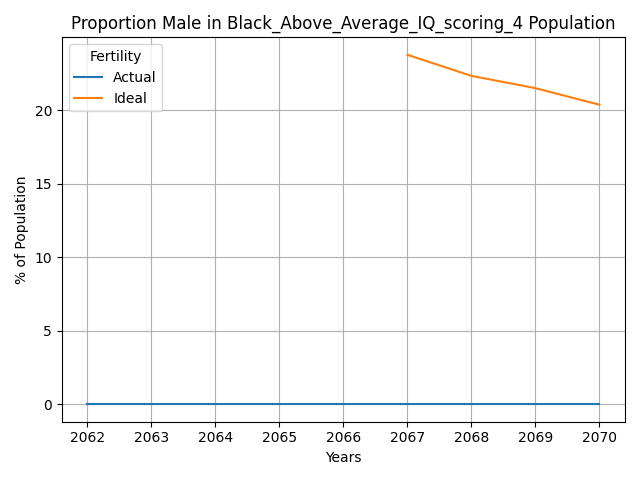 Proportion Male in Black_Above_Average_IQ_scoring_4 Population
Fertility
Actual
Ideal
% of Population
20
15
10
5
0
2062 2063 2064 2065 2066 2067 2068 2069 2070
Years